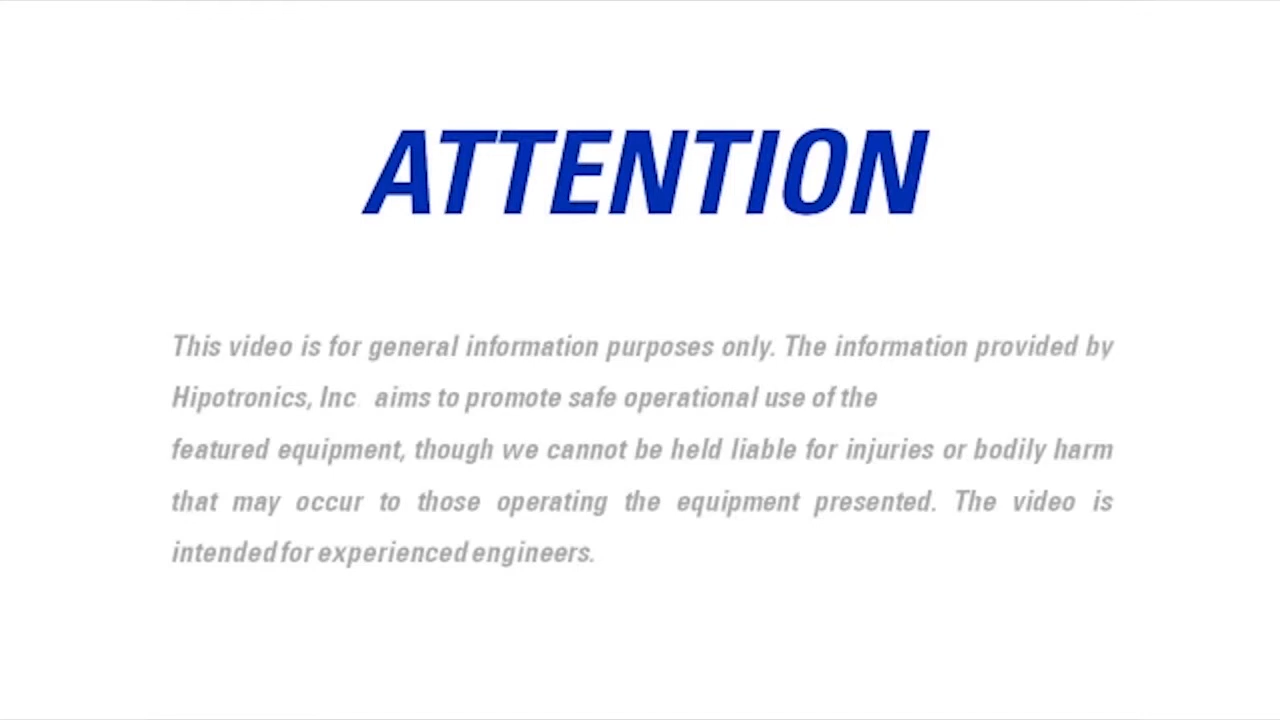 ATTENTION
This video is for general information purposes only. The information provided by
Hipotronics, Inc. aims to promote safe operational use of the
featured equipment, though we cannot be held liable for injuries or bodily harm
that may occur to those operating the equipment presented. The video is
intended for experienced engineers.